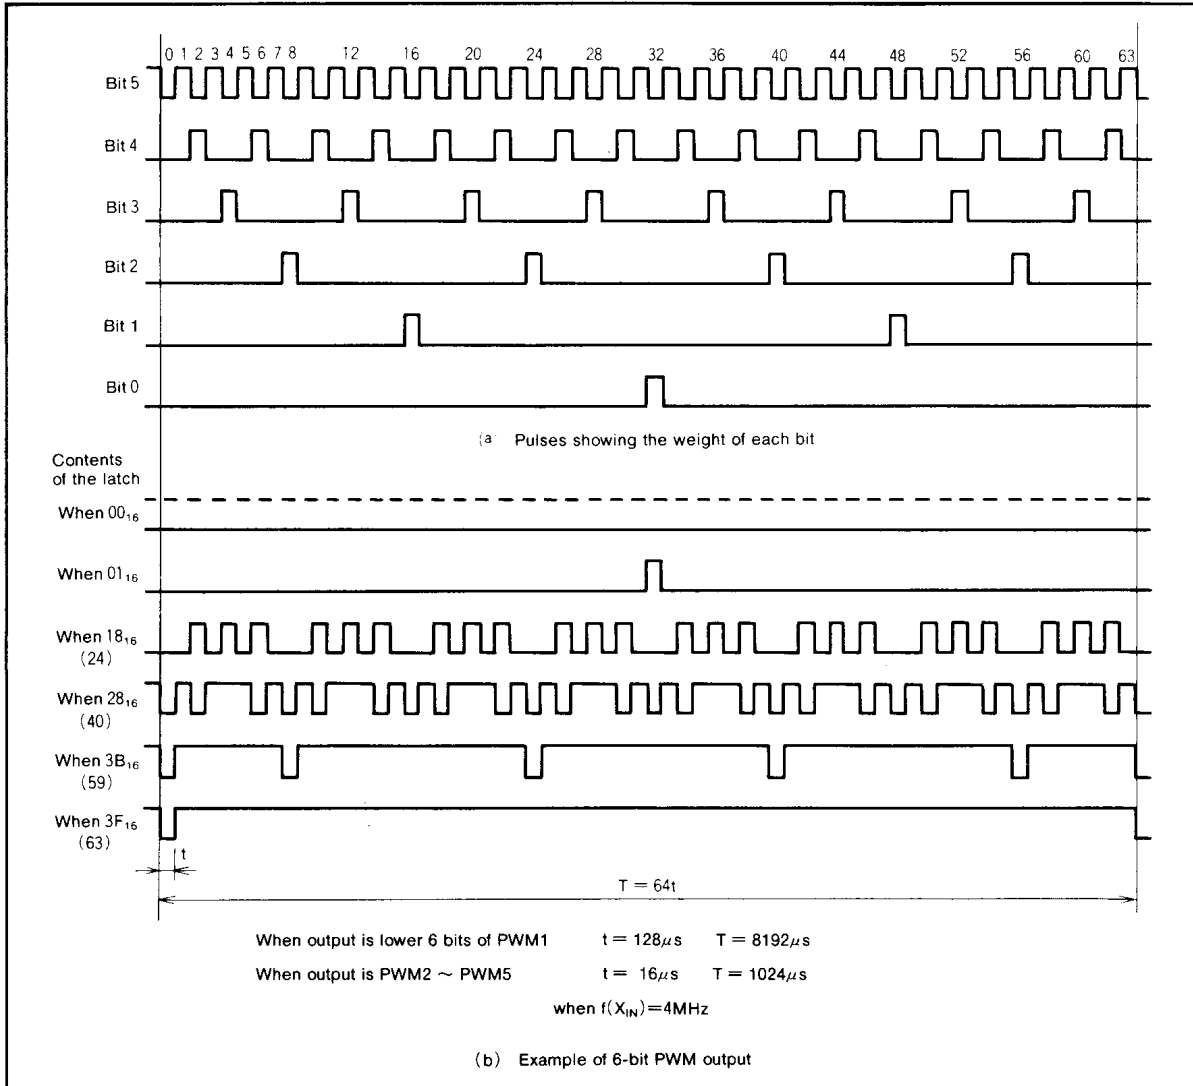 0 1 2 3 4 5 6 7 8 12 16 20 24 28 32 36 40 44 48 52 56 60 63
Bit 5
Bit 4
Bit 3
Bit 2
Bit 1
Bit 0
(a) Pulses showing the weight of each bit
Contents
of the latch
When 00₁₆
When 01₁₆
When 18₁₆
(24)
When 28₁₆
(40)
When 3B₁₆
(59)
When 3F₁₆
(63)
t
T = 64t
When output is lower 6 bits of PWM1 t = 128μs T = 8192μs
When output is PWM2 ~ PWM5 t = 16μs T = 1024μs
when f(X_IN)=4MHz
(b) Example of 6-bit PWM output